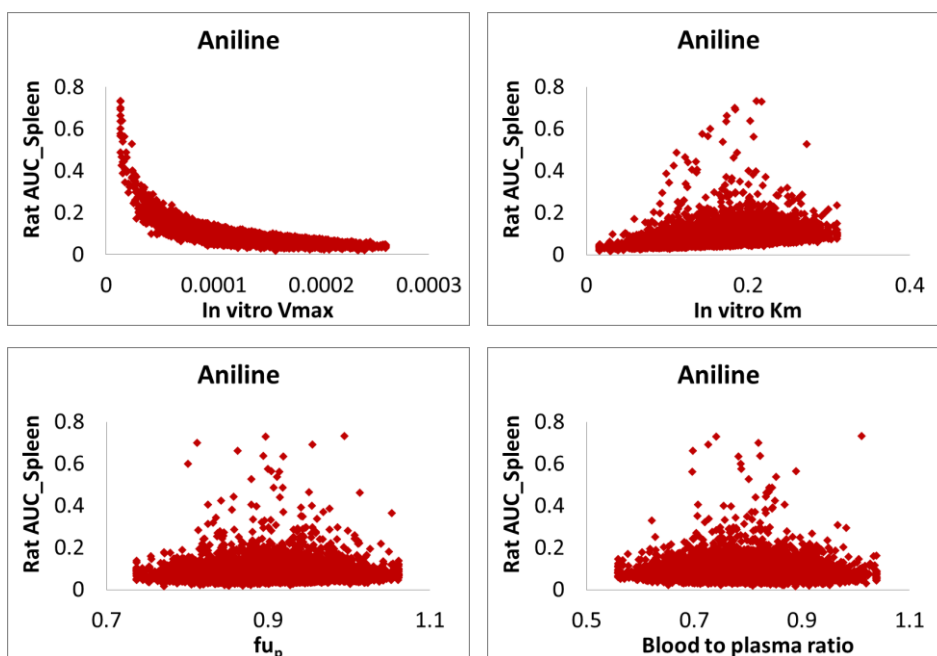 Aniline
Rat AUC_Spleen
0.8
0.6
0.4
0.2
0
0 0.0001 0.0002 0.0003
In vitro Vmax
Aniline
Rat AUC_Spleen
0.8
0.6
0.4
0.2
0
0 0.2 0.4
In vitro Km
Aniline
Rat AUC_Spleen
0.8
0.6
0.4
0.2
0
0.7 0.9 1.1
fup
Aniline
Rat AUC_Spleen
0.8
0.6
0.4
0.2
0
0.5 0.7 0.9 1.1
Blood to plasma ratio